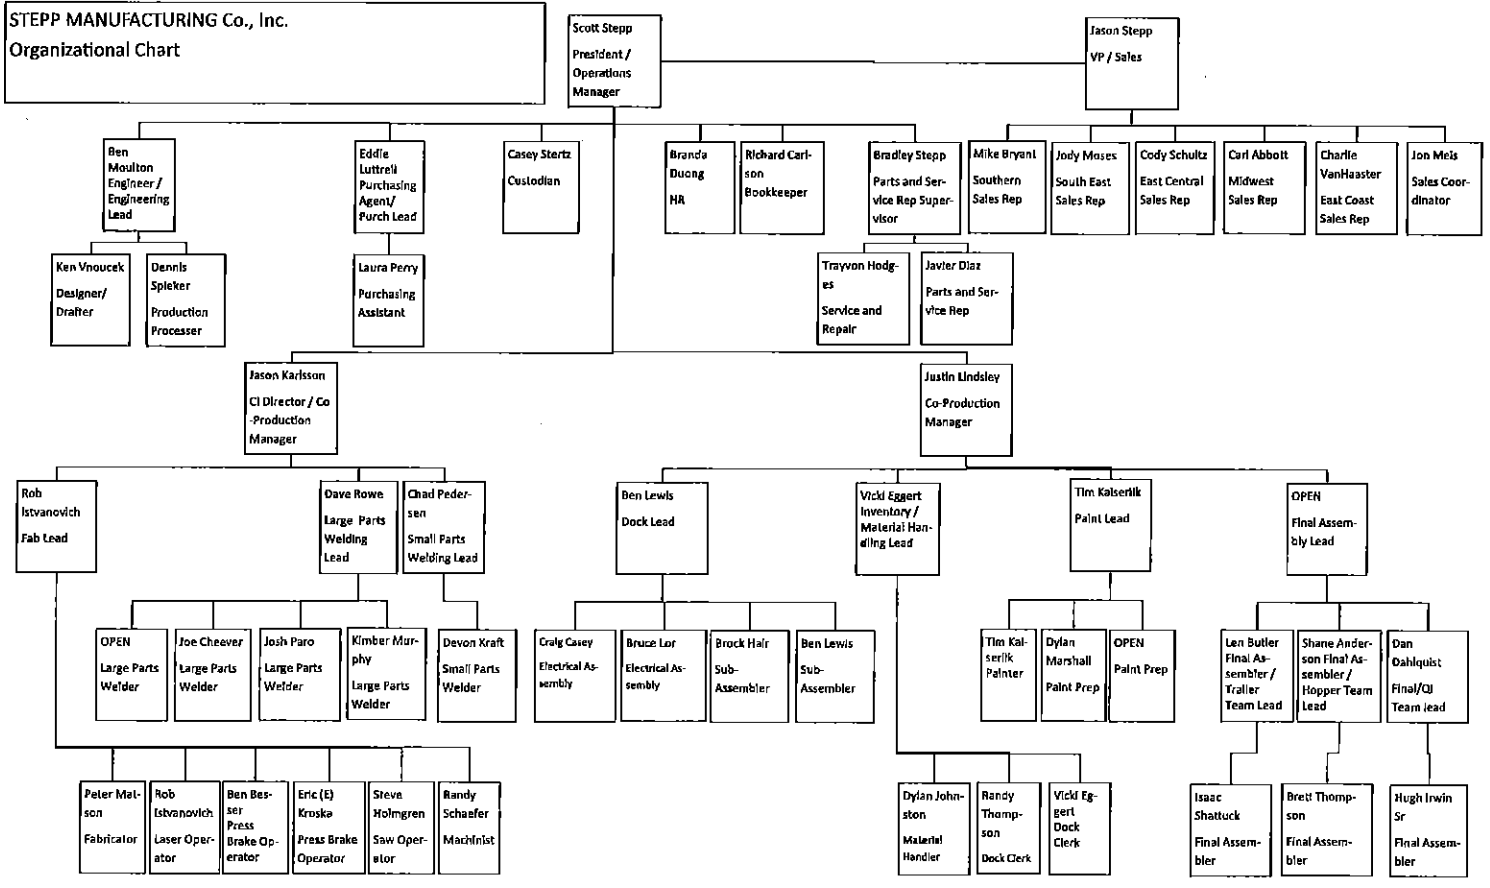 STEPP MANUFACTURING Co., Inc.
Organizational Chart
Scott Stepp
President /
Operations
Manager
Jason Stepp
VP / Sales
Ben
Moulton
Engineer /
Engineering
Lead
Eddie
Luttrell
Purchasing
Agent/
Purch Lead
Casey Stertz
Custodian
Branda
Duong
HR
Richard Carl-
son
Bookkeeper
Bradley Stepp
Parts and Ser-
vice Rep Super-
visor
Mike Bryant
Southern
Sales Rep
Jody Moses
South East
Sales Rep
Cody Schultz
East Central
Sales Rep
Carl Abbott
Midwest
Sales Rep
Charlie
VanHaaster
East Coast
Sales Rep
Jon Meis
Sales Coor-
dinator
Ken Vnoucek
Designer/
Drafter
Dennis
Spieker
Production
Processer
Laura Perry
Purchasing
Assistant
Trayvon Hodg-
es
Service and
Repair
Javier Diaz
Parts and Ser-
vice Rep
Jason Karlsson
CI Director / Co
-Production
Manager
Justin Lindsley
Co-Production
Manager
Rob
Istvanovich
Fab Lead
Dave Rowe
Large Parts
Welding
Lead
Chad Peder-
sen
Small Parts
Welding Lead
Ben Lewis
Dock Lead
Vicki Eggert
Inventory /
Material Han-
dling Lead
Tim Kaiserlik
Paint Lead
OPEN
Final Assem-
bly Lead
OPEN
Large Parts
Welder
Joe Cheever
Large Parts
Welder
Josh Paro
Large Parts
Welder
Kimber Mur-
phy
Large Parts
Welder
Devon Kraft
Small Parts
Welder
Craig Casey
Electrical As-
sembly
Bruce Lor
Electrical As-
sembly
Brock Hair
Sub-
Assembler
Ben Lewis
Sub-
Assembler
Tim Kai-
serlik
Painter
Dylan
Marshall
Paint Prep
OPEN
Paint Prep
Len Butler
Final As-
sembler /
Trailer
Team Lead
Shane Ander-
son Final As-
sembler /
Hopper Team
Lead
Dan
Dahlquist
Final/QI
Team lead
Peter Mat-
son
Fabricator
Rob
Istvanovich
Laser Oper-
ator
Ben Bes-
ser
Press
Brake Op-
erator
Eric (E)
Kroska
Press Brake
Operator
Steve
Holmgren
Saw Oper-
ator
Randy
Schaefer
Machinist
Dylan John-
ston
Material
Handler
Randy
Thomp-
son
Dock Clerk
Vicki Eg-
gert
Dock
Clerk
Isaac
Shattuck
Final Assem-
bler
Brett Thomp-
son
Final Assem-
bler
Hugh Irwin
Sr
Final Assem-
bler